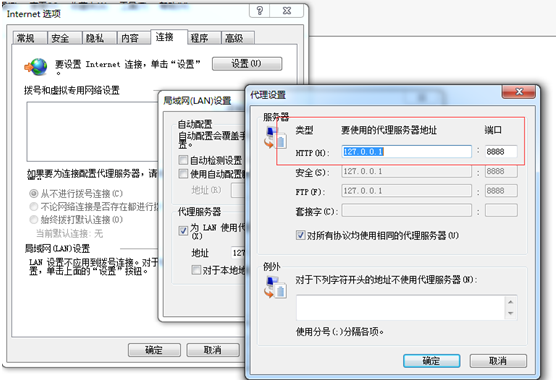 Internet 选项
常规
安全
隐私
内容
连接
程序
高级
要设置 Internet 连接，单击“设置”
。
设置(U)
拨号和虚拟专用网络设置
如果要为连接配置代理服务器，请
从不进行拨号连接(C)
不论网络连接是否存在都进行拨
始终拨打默认连接(O)
当前默认连接: 无
局域网(LAN)设置
LAN 设置不应用到拨号连接。对于
置，单击上面的“设置”按钮。
确定
取消
局域网(LAN)设置
自动配置
自动配置会覆盖手
置。
自动检测设置
使用自动配置脚
地址(R)
代理服务器
为 LAN 使用代
(X)
地址
127
对于本地地
代理设置
服务器
类型
要使用的代理服务器地址
端口
HTTP(H):
127.0.0.1
: 8888
安全(S):
127.0.0.1
: 8888
FTP(F):
127.0.0.1
: 8888
套接字(C):
:
对所有协议均使用相同的代理服务器(U)
例外
对于下列字符开头的地址不使用代理服务器(N):
使用分号(;)分隔各项。
确定
取消